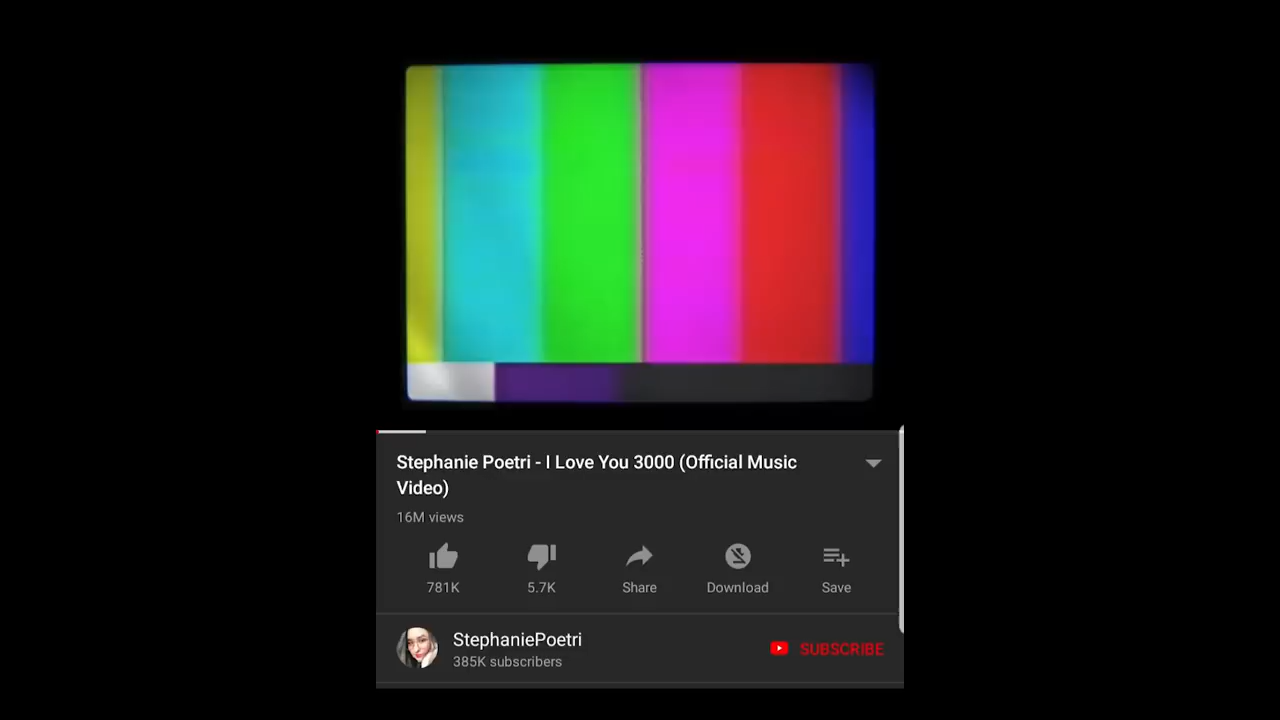 Stephanie Poetri - I Love You 3000 (Official Music
Video)
16M views
781K
5.7K
Share
Download
Save
StephaniePoetri
385K subscribers
SUBSCRIBE